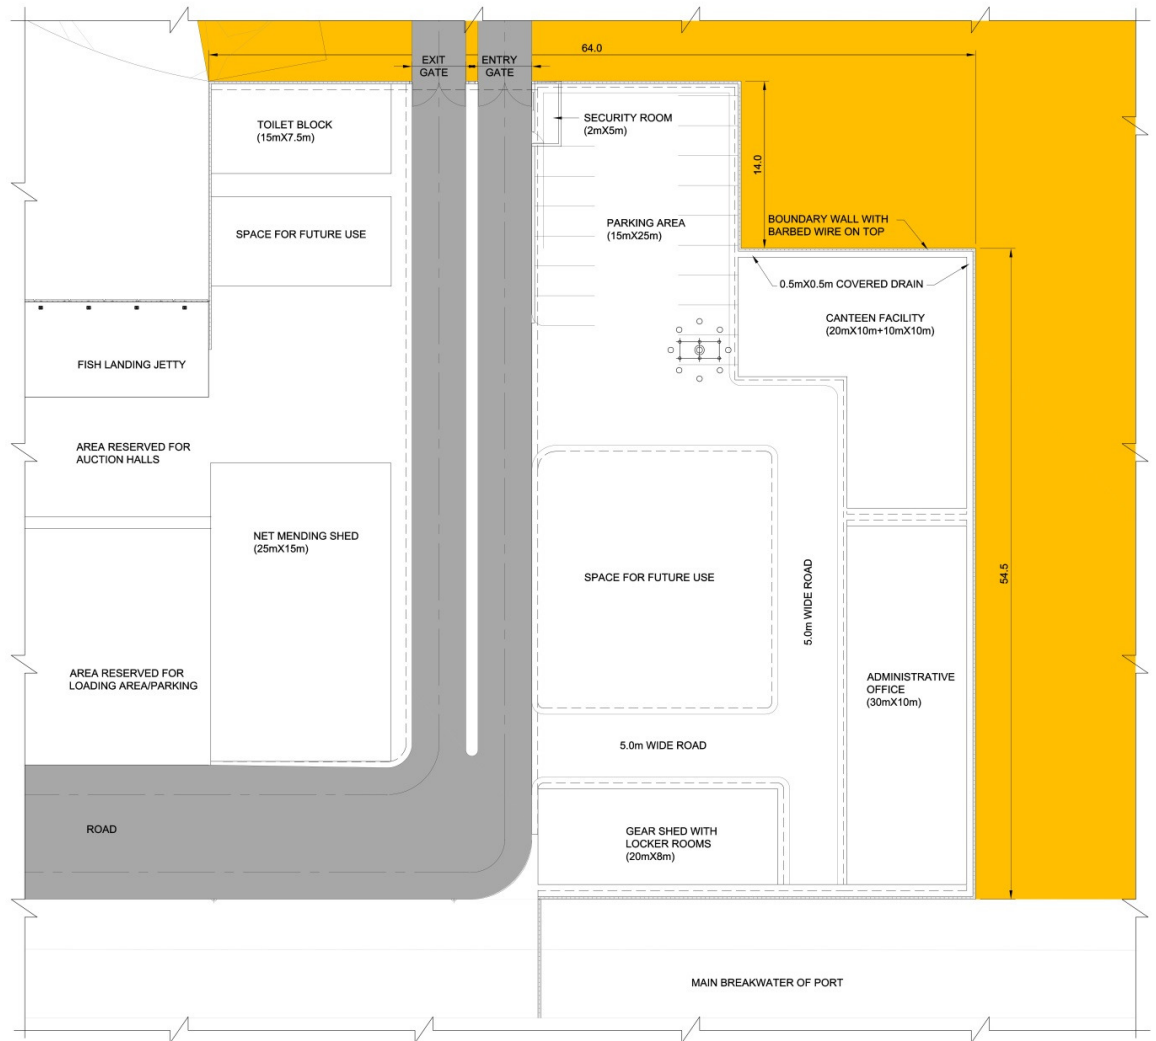 64.0
EXIT
GATE
ENTRY
GATE
TOILET BLOCK
(15mX7.5m)
SECURITY ROOM
(2mX5m)
14.0
SPACE FOR FUTURE USE
PARKING AREA
(15mX25m)
BOUNDARY WALL WITH
BARBED WIRE ON TOP
0.5mX0.5m COVERED DRAIN
CANTEEN FACILITY
(20mX10m+10mX10m)
FISH LANDING JETTY
AREA RESERVED FOR
AUCTION HALLS
NET MENDING SHED
(25mX15m)
SPACE FOR FUTURE USE
5.0m WIDE ROAD
54.5
AREA RESERVED FOR
LOADING AREA/PARKING
ADMINISTRATIVE
OFFICE
(30mX10m)
5.0m WIDE ROAD
ROAD
GEAR SHED WITH
LOCKER ROOMS
(20mX8m)
MAIN BREAKWATER OF PORT